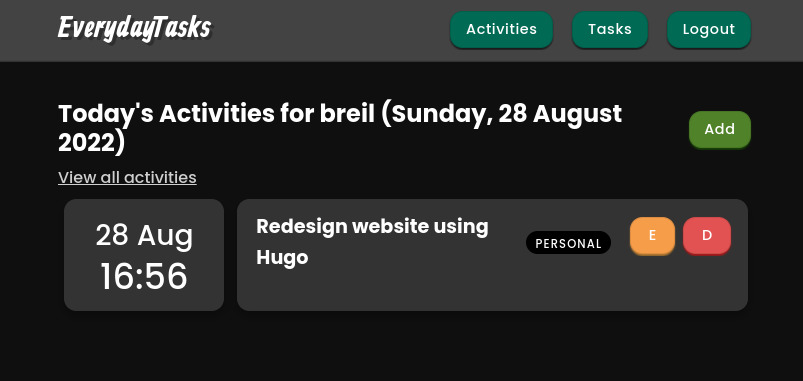 EverydayTasks
Activities
Tasks
Logout
Today's Activities for breil (Sunday, 28 August
2022)
Add
View all activities
28 Aug
16:56
Redesign website using
Hugo
PERSONAL
E
D